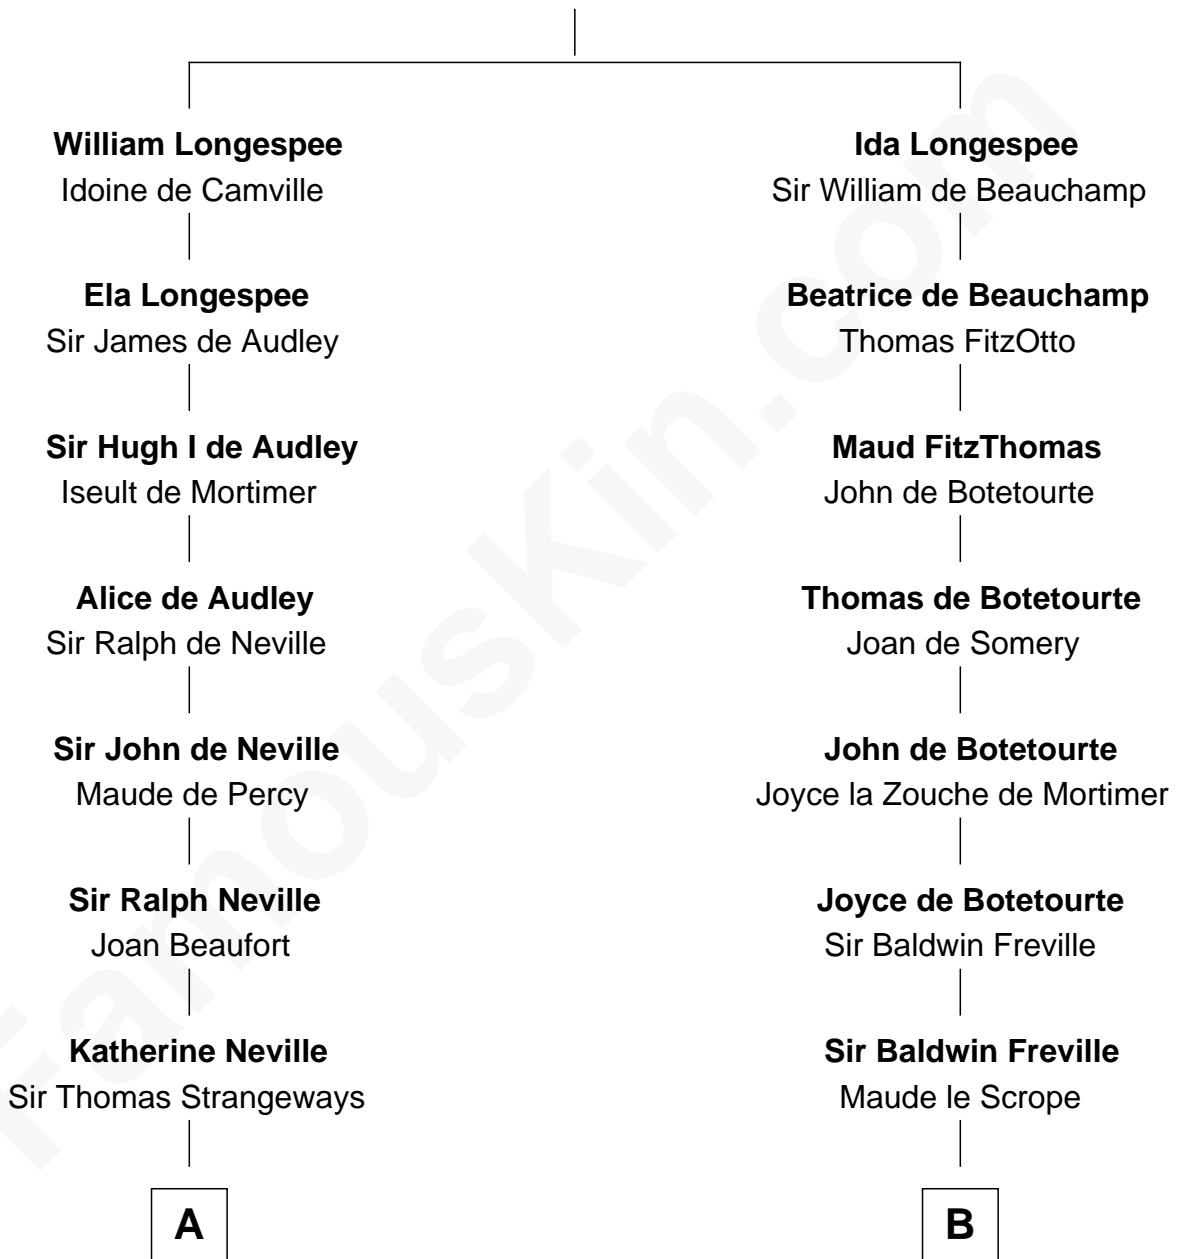 William Longespee
Idoine de Camville
Ida Longespee
Sir William de Beauchamp
Ela Longespee
Sir James de Audley
Beatrice de Beauchamp
Thomas FitzOtto
Sir Hugh I de Audley
Iseult de Mortimer
Maud FitzThomas
John de Botetourte
Alice de Audley
Sir Ralph de Neville
Thomas de Botetourte
Joan de Somery
Sir John de Neville
Maude de Percy
John de Botetourte
Joyce la Zouche de Mortimer
Sir Ralph Neville
Joan Beaufort
Joyce de Botetourte
Sir Baldwin Freville
Katherine Neville
Sir Thomas Strangeways
Sir Baldwin Freville
Maude le Scrope
A
B
FamousKin.com